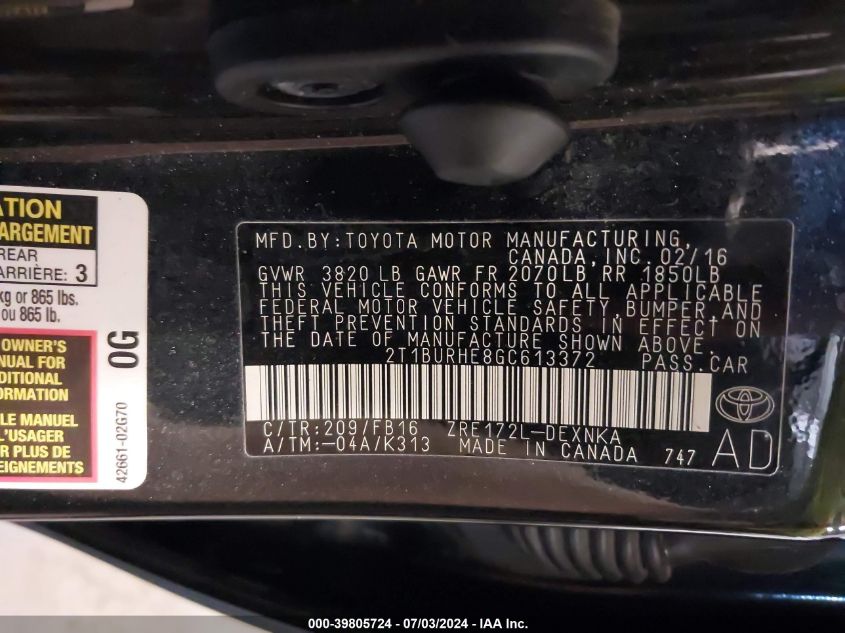 ATION
ARGEMENT
REAR
ARRIÈRE: 3
kg or 865 lbs.
ou 865 lb.
OWNER'S
ANUAL FOR
DITIONAL
ORMATION
LE MANUEL
L'USAGER
R PLUS DE
EIGNEMENTS
0G
42661-02G70
MFD.BY:TOYOTA MOTOR MANUFACTURING,
CANADA,INC. 02/16
GVWR 3820 LB GAWR FR 2070LB, RR 1850LB
THIS VEHICLE CONFORMS TO ALL APPLICABLE
FEDERAL MOTOR VEHICLE SAFETY,BUMPER,AND
THEFT PREVENTION STANDARDS IN EFFECT ON
THE DATE OF MANUFACTURE SHOWN ABOVE.
2T1BURHE8GC613372 PASS.CAR
C/TR:209/FB16 ZRE172L-DEXNKA
A/TM:-04A/K313 MADE IN CANADA 747 AD
000-39805724 - 07/03/2024 - IAA Inc.